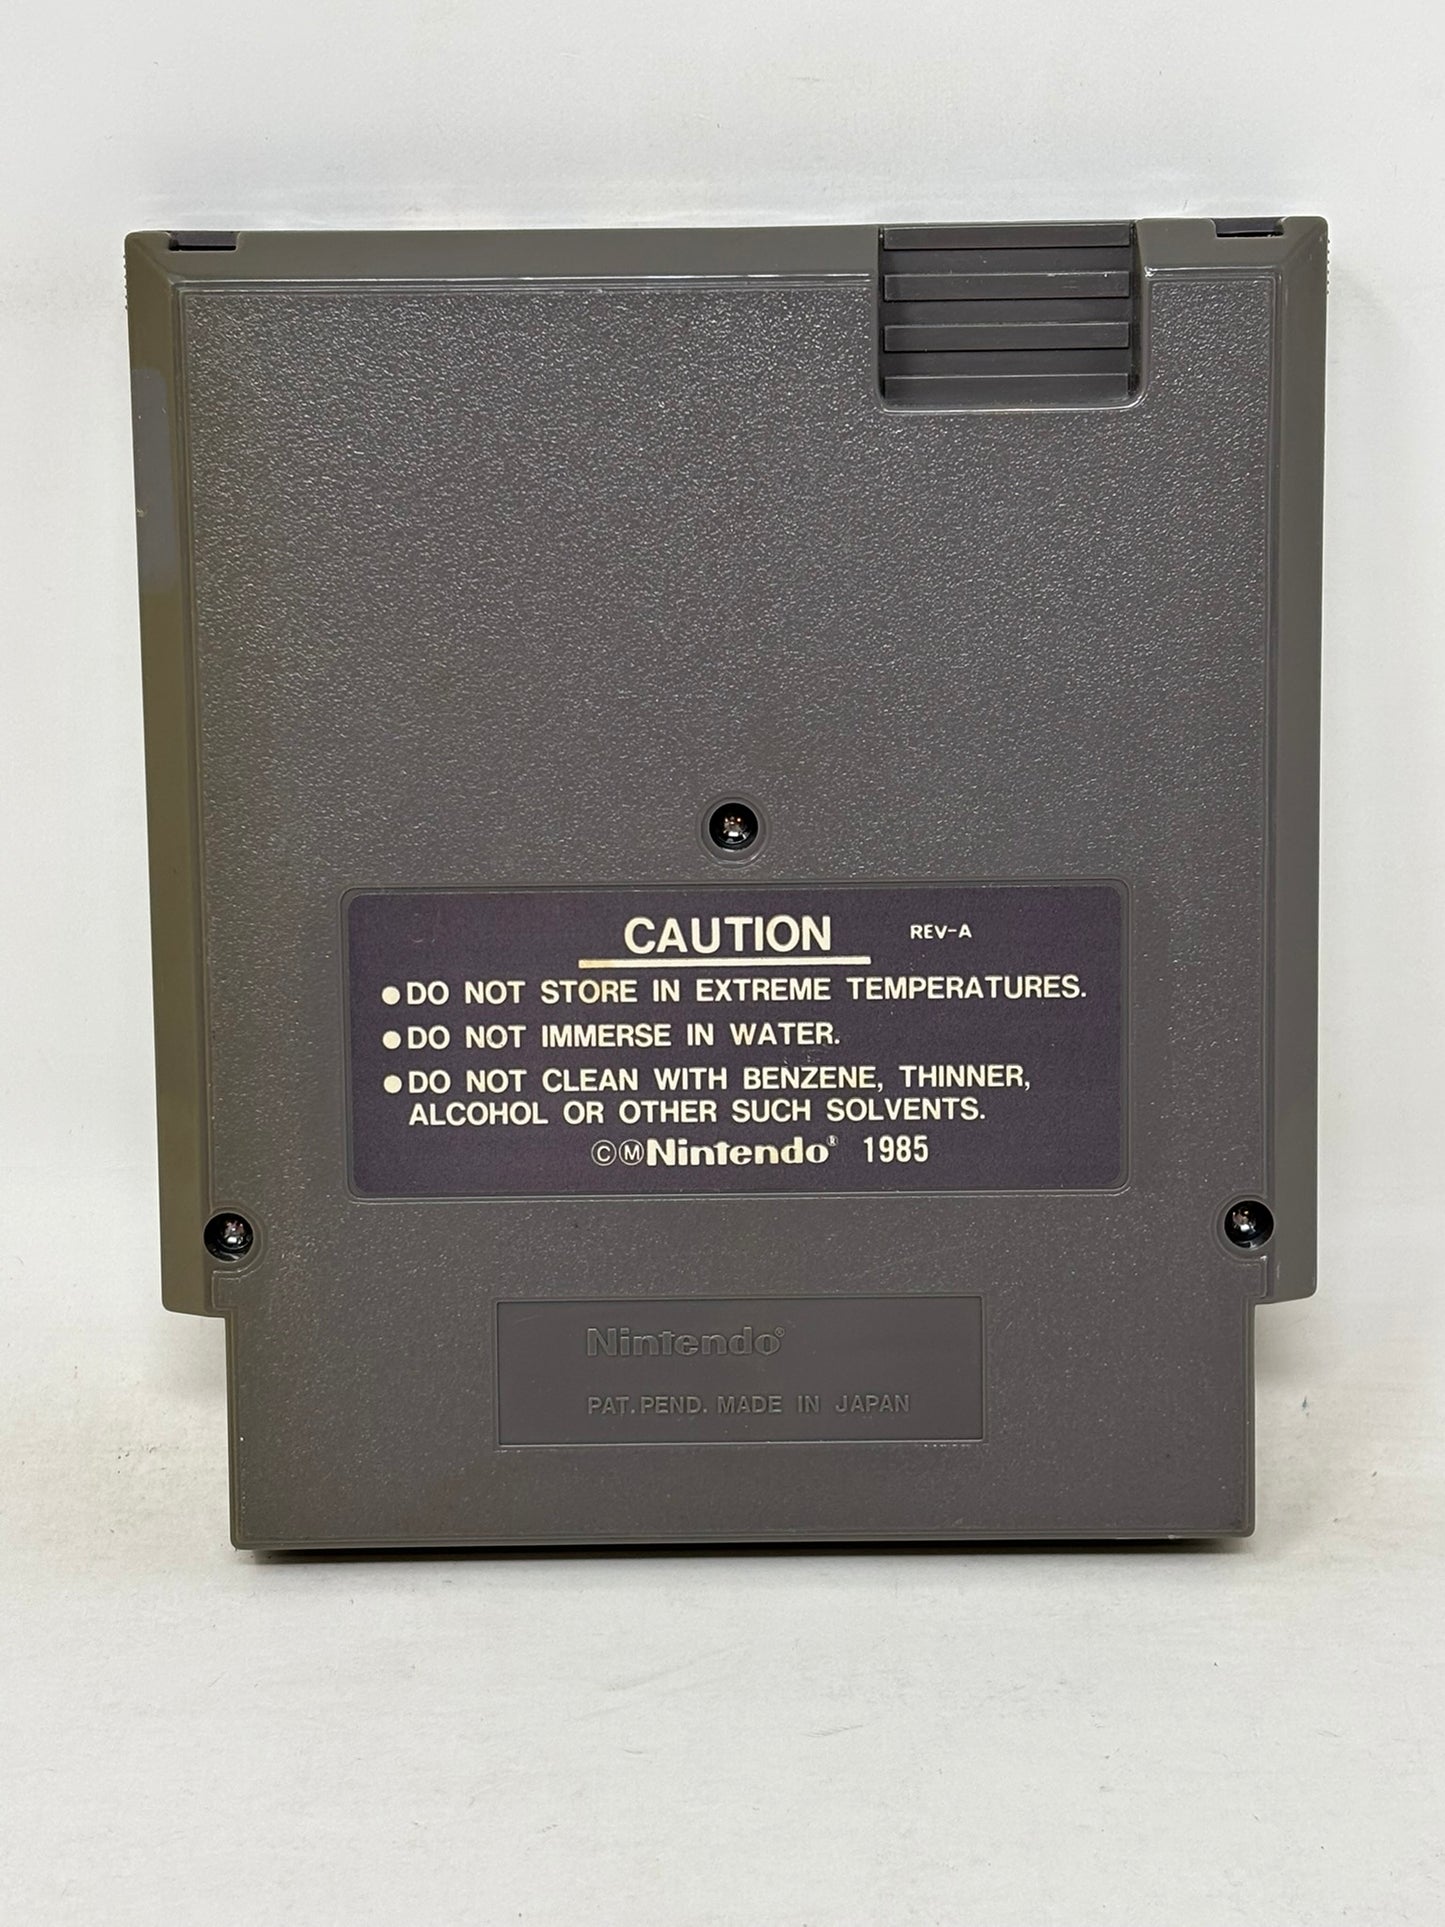 CAUTION REV-A
●DO NOT STORE IN EXTREME TEMPERATURES.
●DO NOT IMMERSE IN WATER.
●DO NOT CLEAN WITH BENZENE, THINNER,
ALCOHOL OR OTHER SUCH SOLVENTS.
©ⓂNintendo® 1985
Nintendo®
PAT. PEND. MADE IN JAPAN